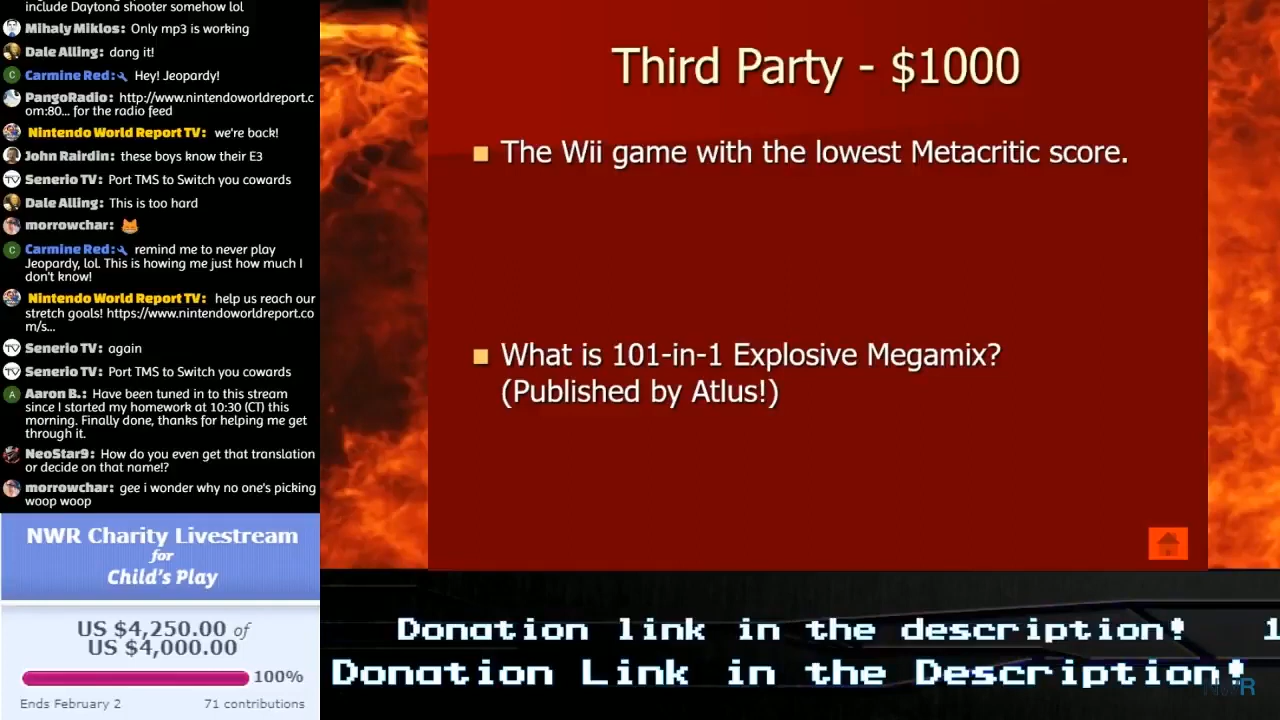 include Daytona shooter somehow lol
Mihaly Miklos: Only mp3 is working
Dale Alling: dang it!
C Carmine Red: Hey! Jeopardy!
PangoRadio: http://www.nintendoworldreport.c
om:80... for the radio feed
Nintendo World Report TV: we're back!
John Rairdin: these boys know their E3
TV Senerio TV: Port TMS to Switch you cowards
Dale Alling: This is too hard
morrowchar:
C Carmine Red: remind me to never play
Jeopardy, lol. This is howing me just how much I
don't know!
Nintendo World Report TV: help us reach our
stretch goals! https://www.nintendoworldreport.co
m/s...
TV Senerio TV: again
TV Senerio TV: Port TMS to Switch you cowards
A Aaron B.: Have been tuned in to this stream
since I started my homework at 10:30 (CT) this
morning. Finally done, thanks for helping me get
through it.
NeoStar9: How do you even get that translation
or decide on that name!?
morrowchar: gee i wonder why no one's picking
woop woop
NWR Charity Livestream
for
Child's Play
US $4,250.00 of
US $4,000.00
100%
Ends February 2 71 contributions
Third Party - $1000
The Wii game with the lowest Metacritic score.
What is 101-in-1 Explosive Megamix?
(Published by Atlus!)
Donation link in the description! 1
Donation Link in the Description!
NWR